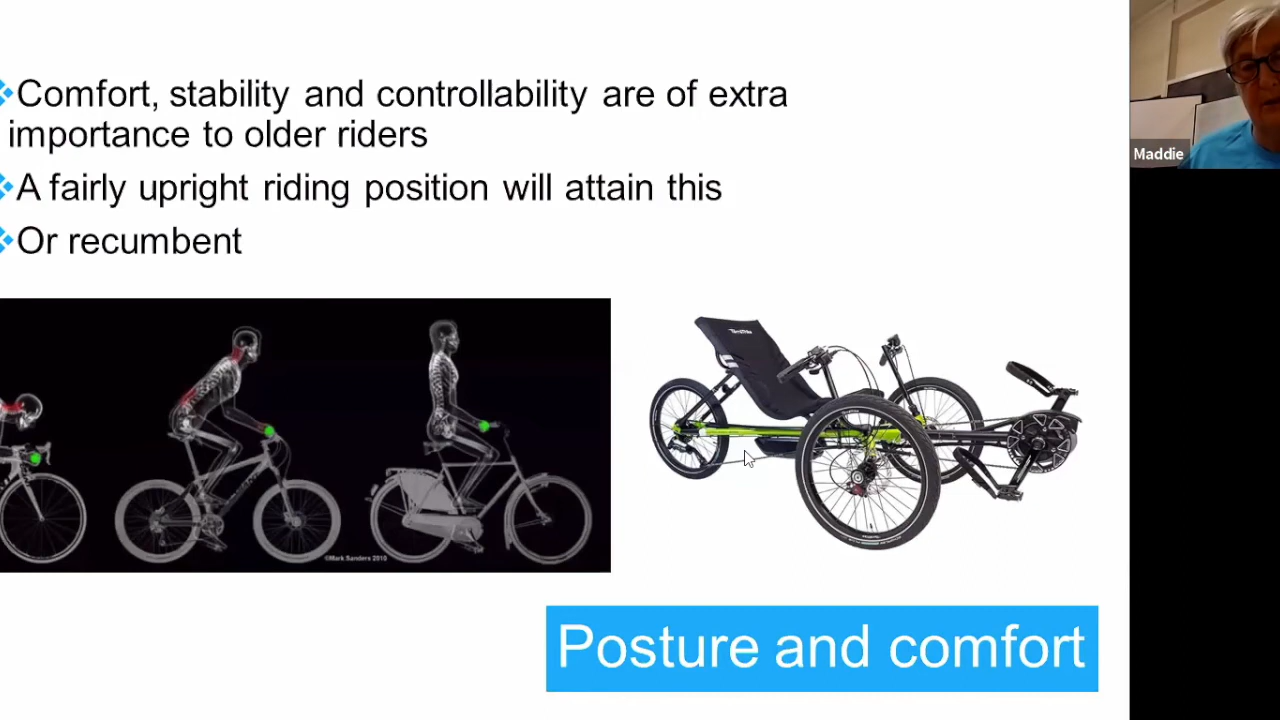 Comfort, stability and controllability are of extra
importance to older riders
A fairly upright riding position will attain this
Or recumbent
©Mark Sanders 2010
Posture and comfort
Maddie